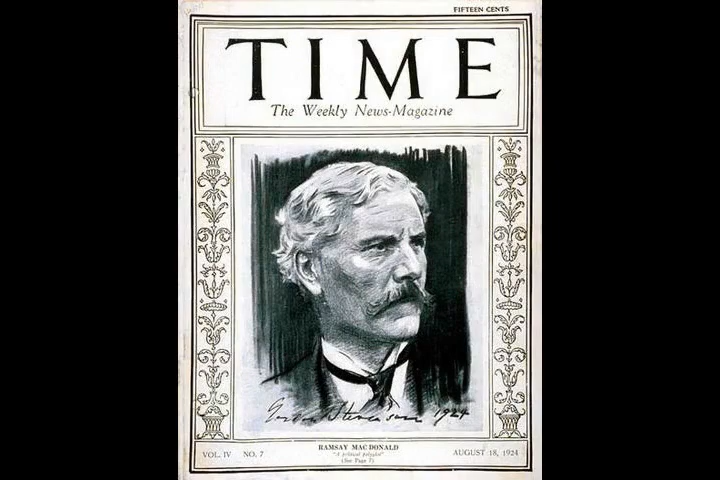 FIFTEEN CENTS
TIME
The Weekly News-Magazine
1924
RAMSAY MACDONALD
"A political polyglot"
(See Page 7)
VOL. IV NO. 7 AUGUST 18, 1924